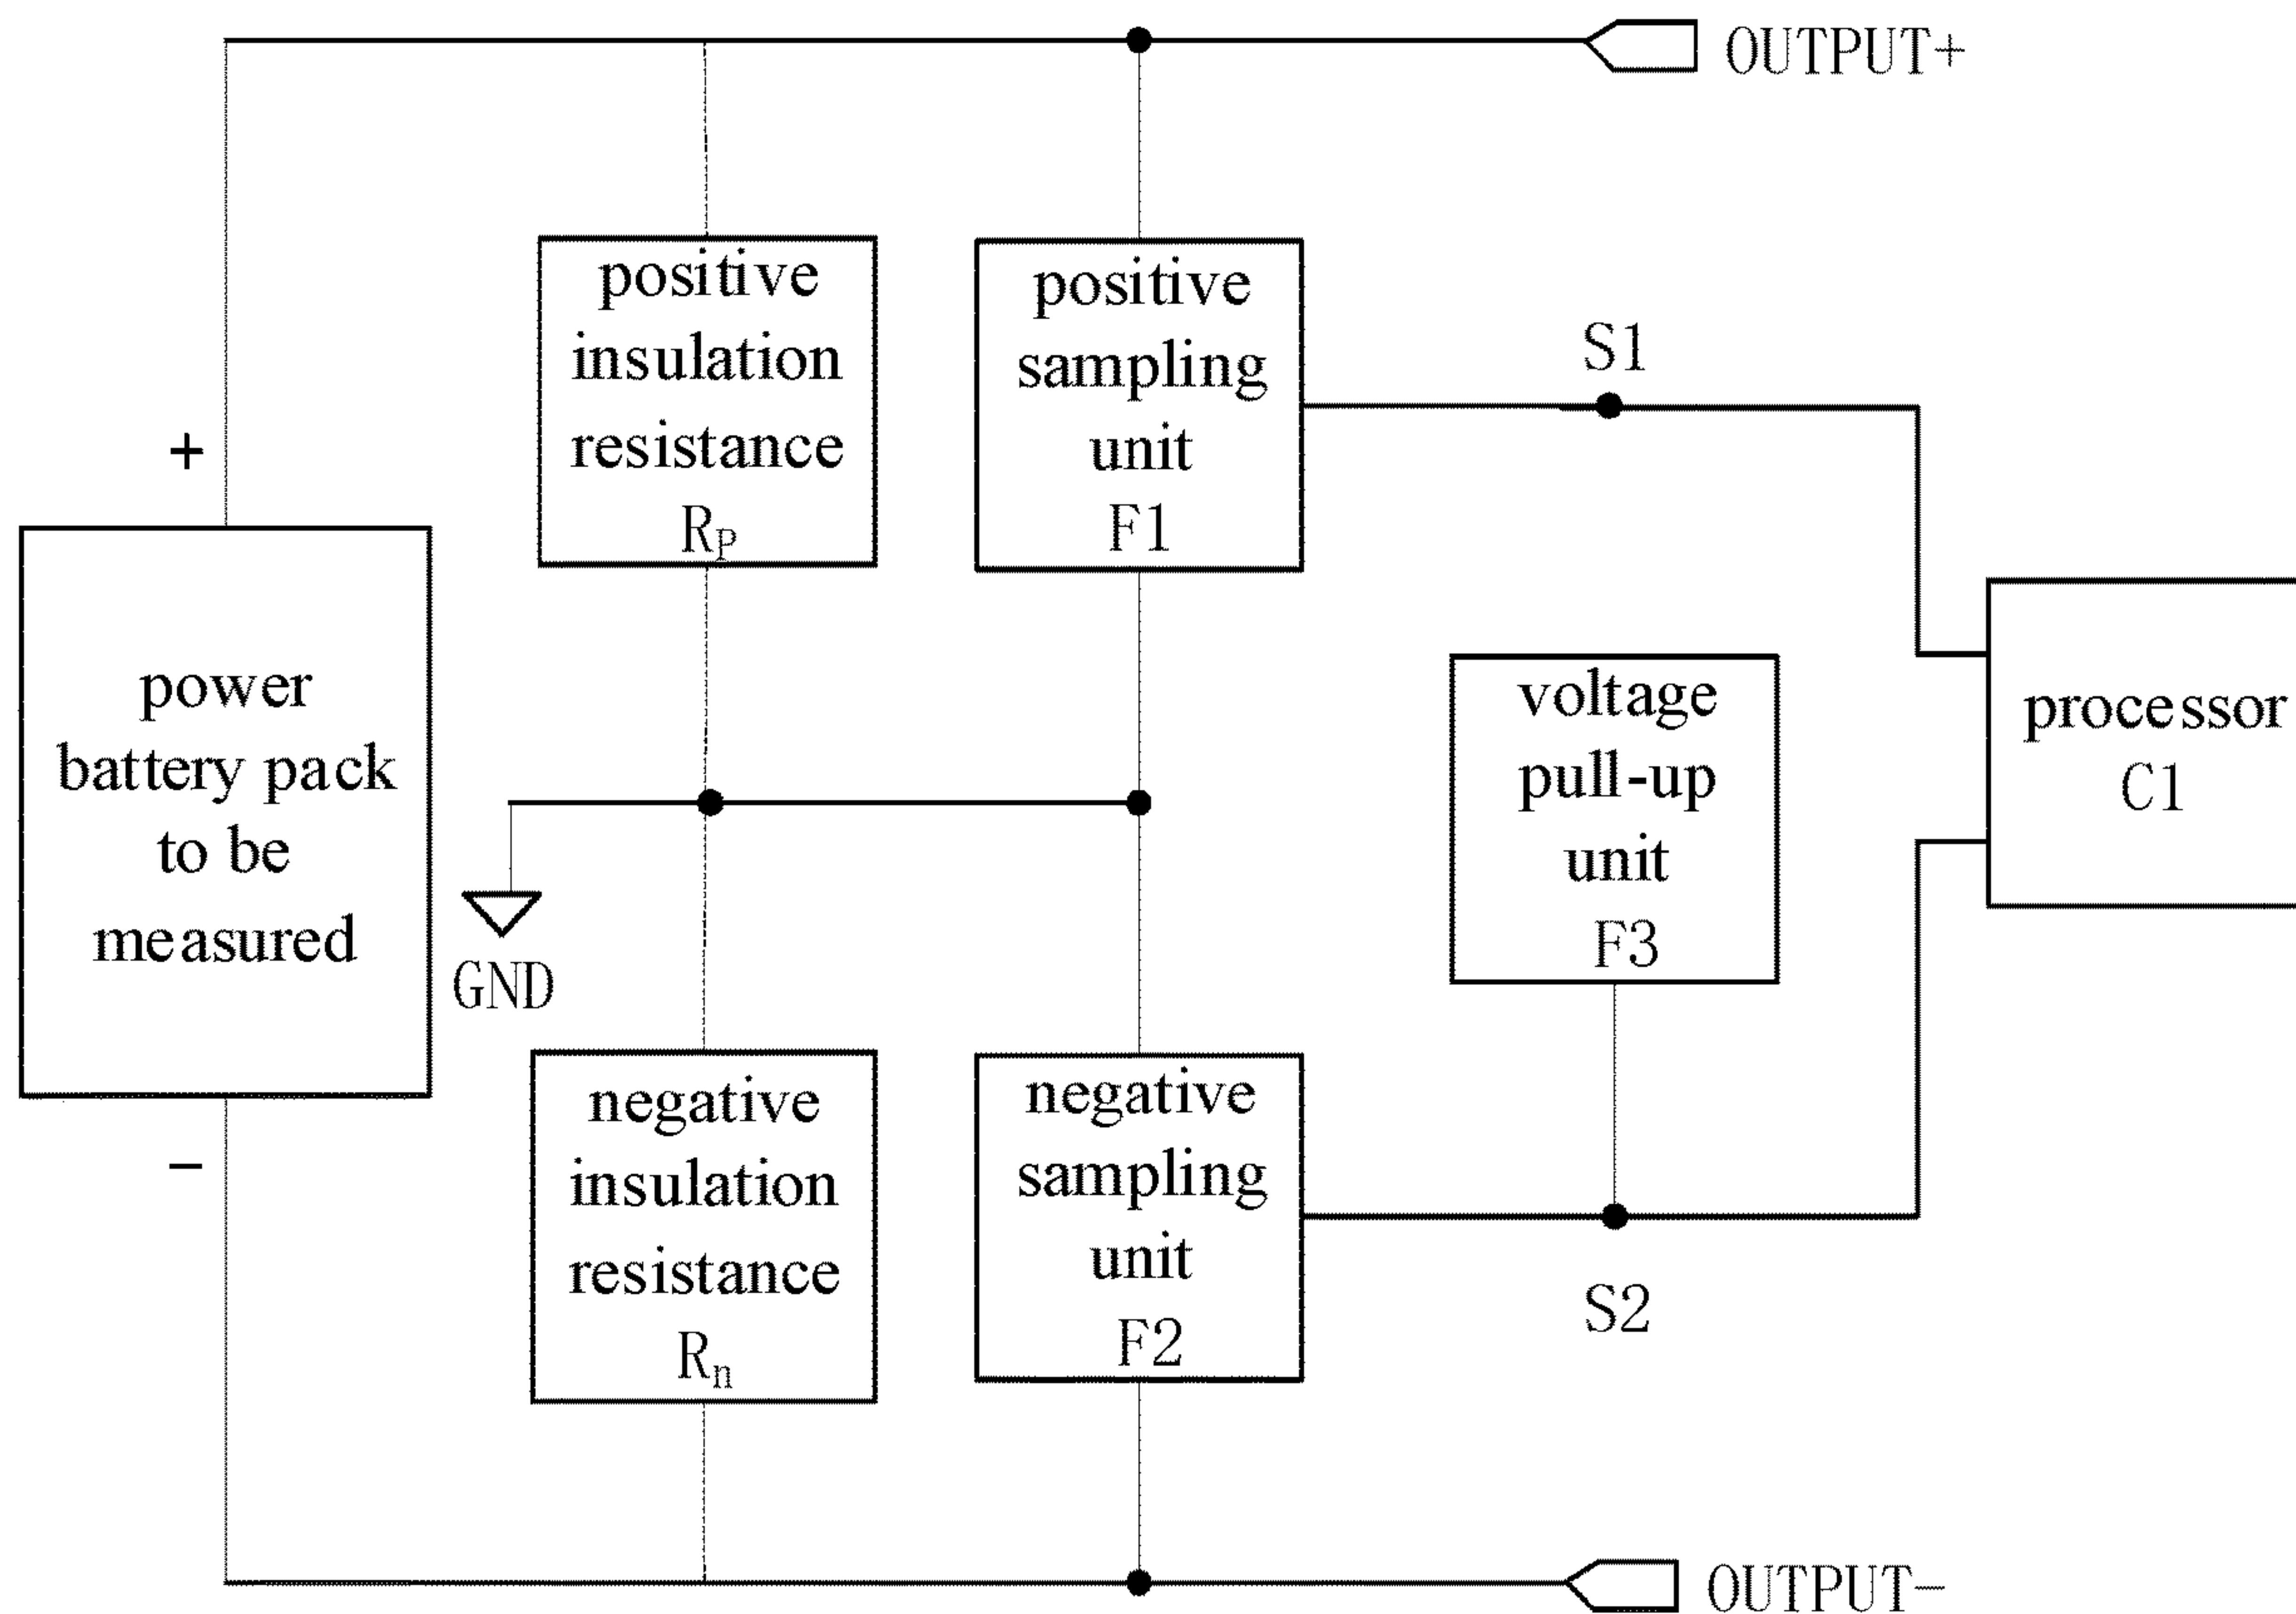 OUTPUT+
positive
insulation
resistance
RP
positive
sampling
unit
F1
S1
+
power
battery pack
to be
measured
−
GND
voltage
pull-up
unit
F3
processor
C1
negative
insulation
resistance
Rn
negative
sampling
unit
F2
S2
OUTPUT−